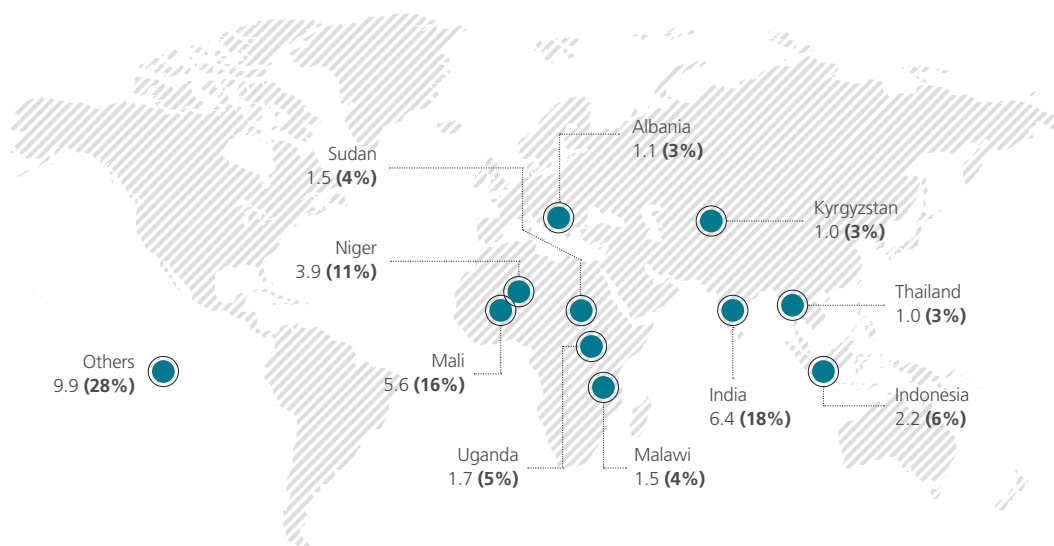 Albania
1.1 (3%)
Sudan
1.5 (4%)
Kyrgyzstan
1.0 (3%)
Niger
3.9 (11%)
Thailand
1.0 (3%)
Others
9.9 (28%)
Mali
5.6 (16%)
India
6.4 (18%)
Indonesia
2.2 (6%)
Uganda
1.7 (5%)
Malawi
1.5 (4%)